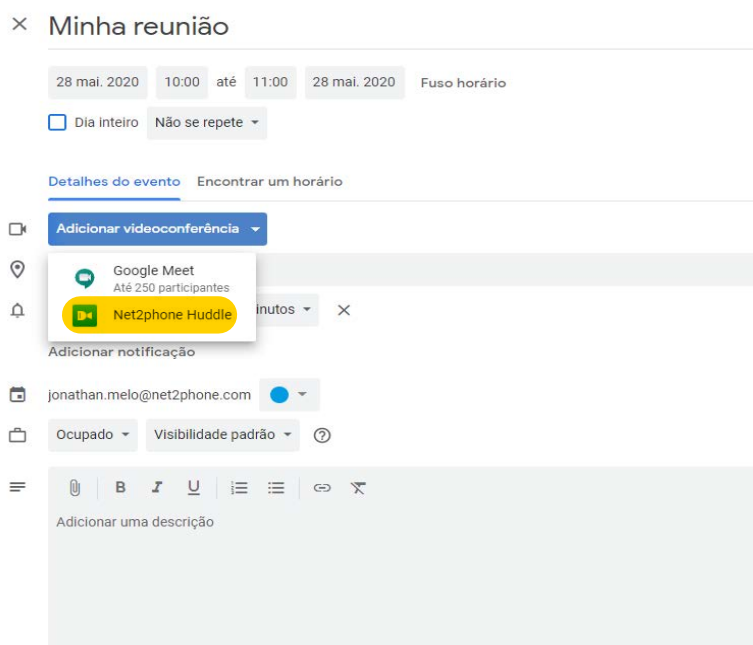 Minha reunião
28 mai. 2020 10:00 até 11:00 28 mai. 2020 Fuso horário
Dia inteiro Não se repete
Detalhes do evento Encontrar um horário
Adicionar videoconferência
Google Meet
Até 250 participantes
Net2phone Huddle
inutos
Adicionar notificação
jonathan.melo@net2phone.com
Ocupado Visibilidade padrão
B I U
Adicionar uma descrição